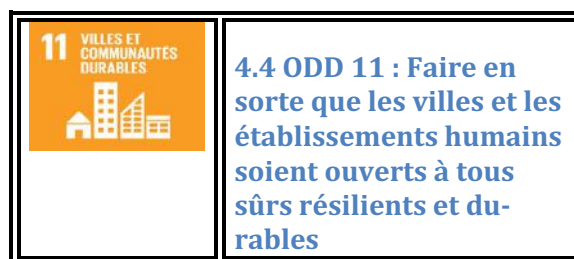 11 VILLES ET
COMMUNAUTÉS
DURABLES
4.4 ODD 11 : Faire en
sorte que les villes et les
établissements humains
soient ouverts à tous
sûrs résilients et du-
rables